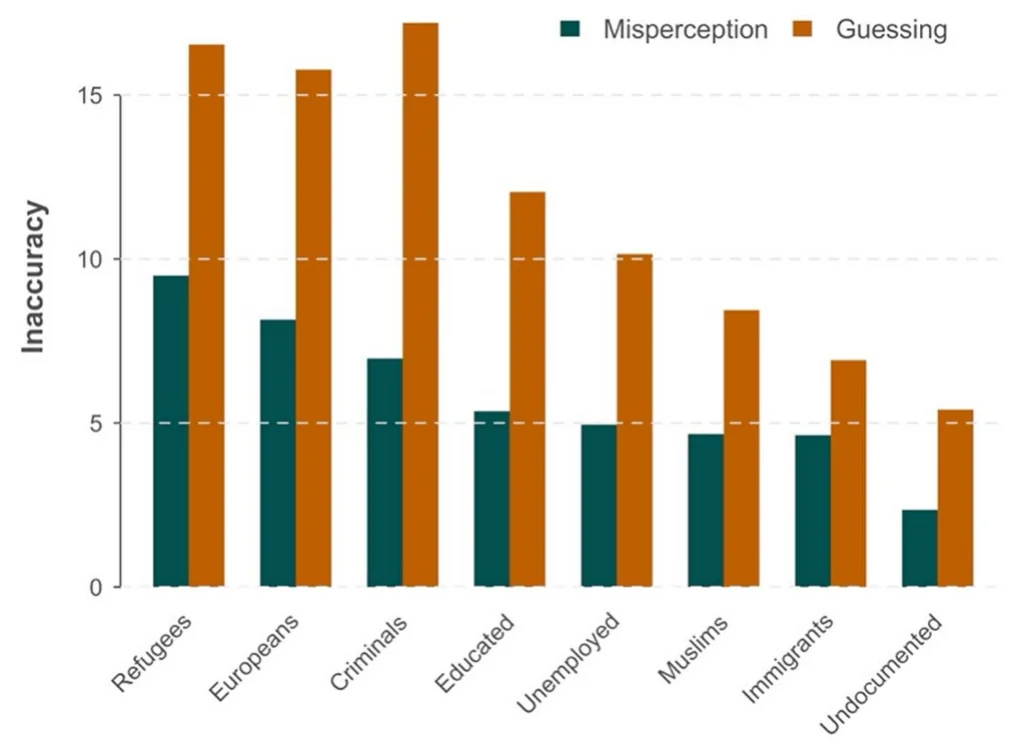 Misperception Guessing
Inaccuracy
15
10
5
0
Refugees
Europeans
Criminals
Educated
Unemployed
Muslims
Immigrants
Undocumented